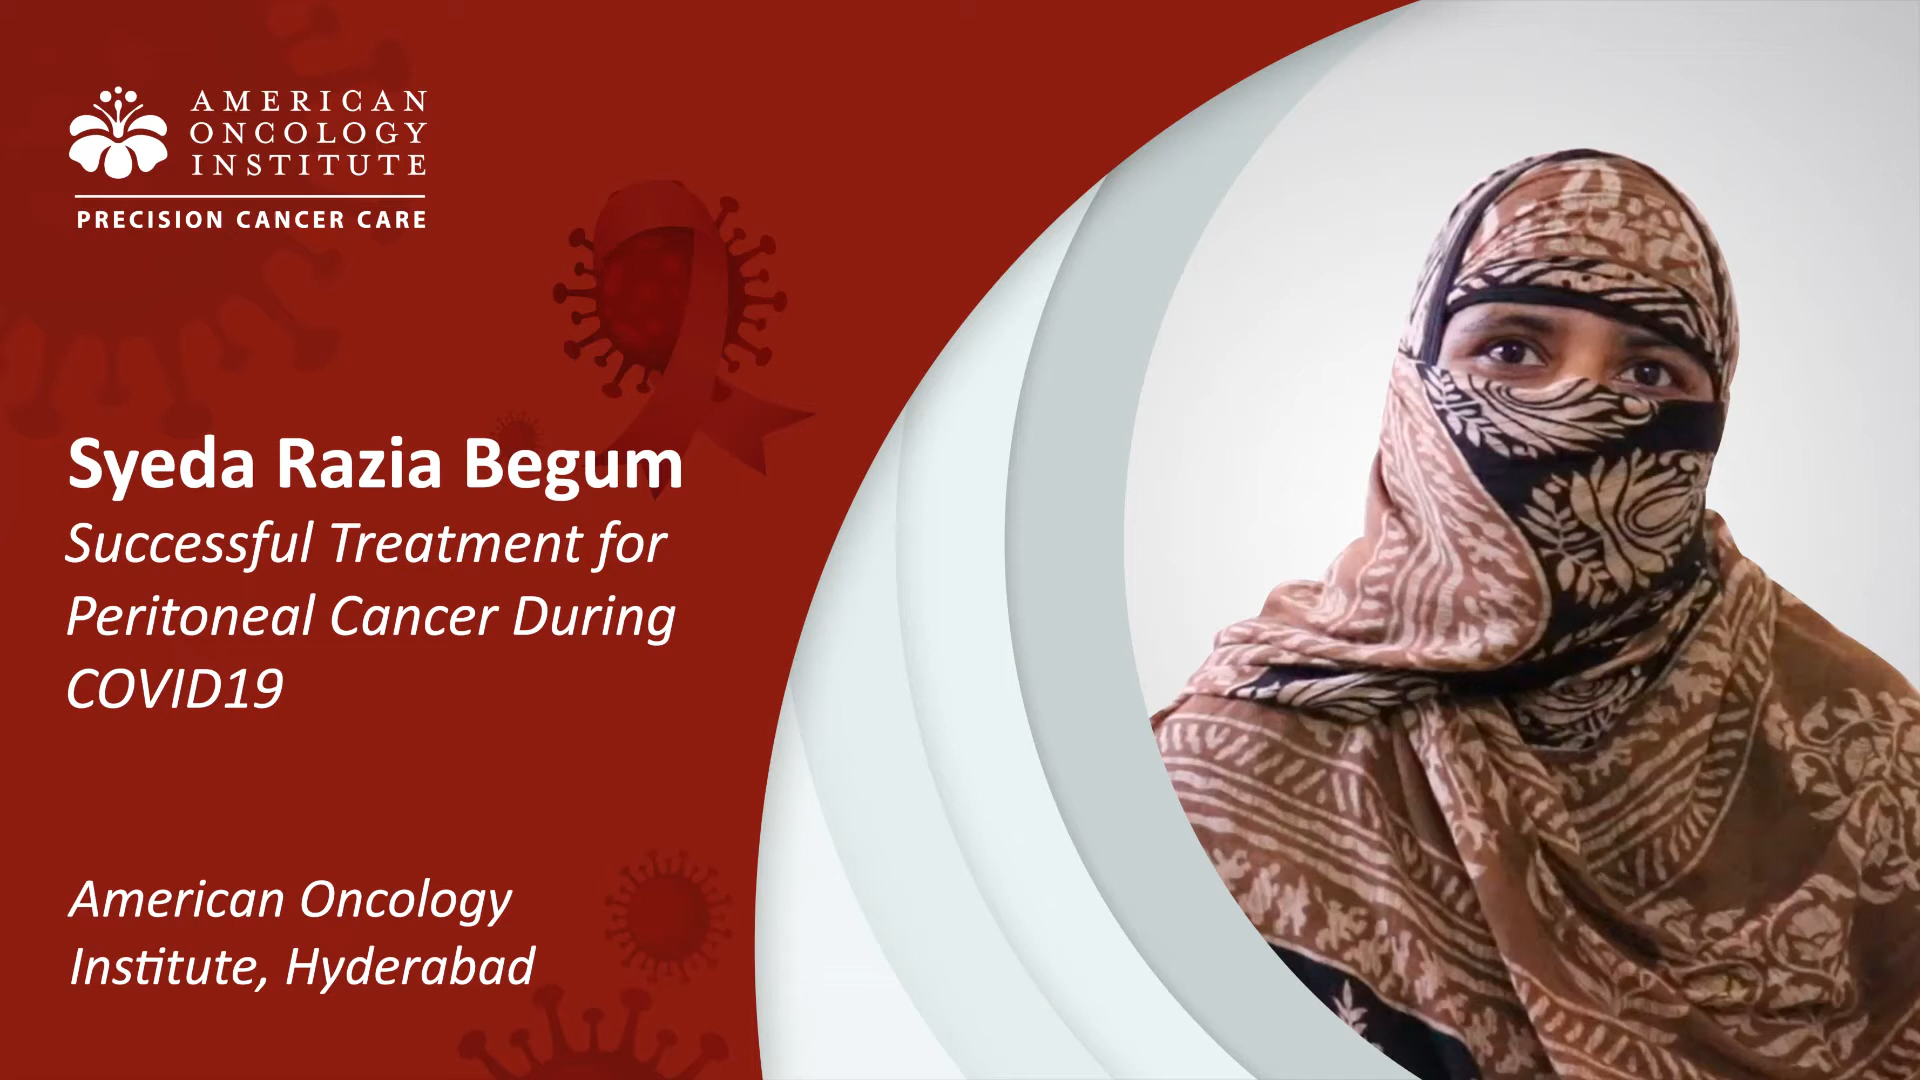 AMERICAN
ONCOLOGY
INSTITUTE
PRECISION CANCER CARE
Syeda Razia Begum
Successful Treatment for
Peritoneal Cancer During
COVID19
American Oncology
Institute, Hyderabad